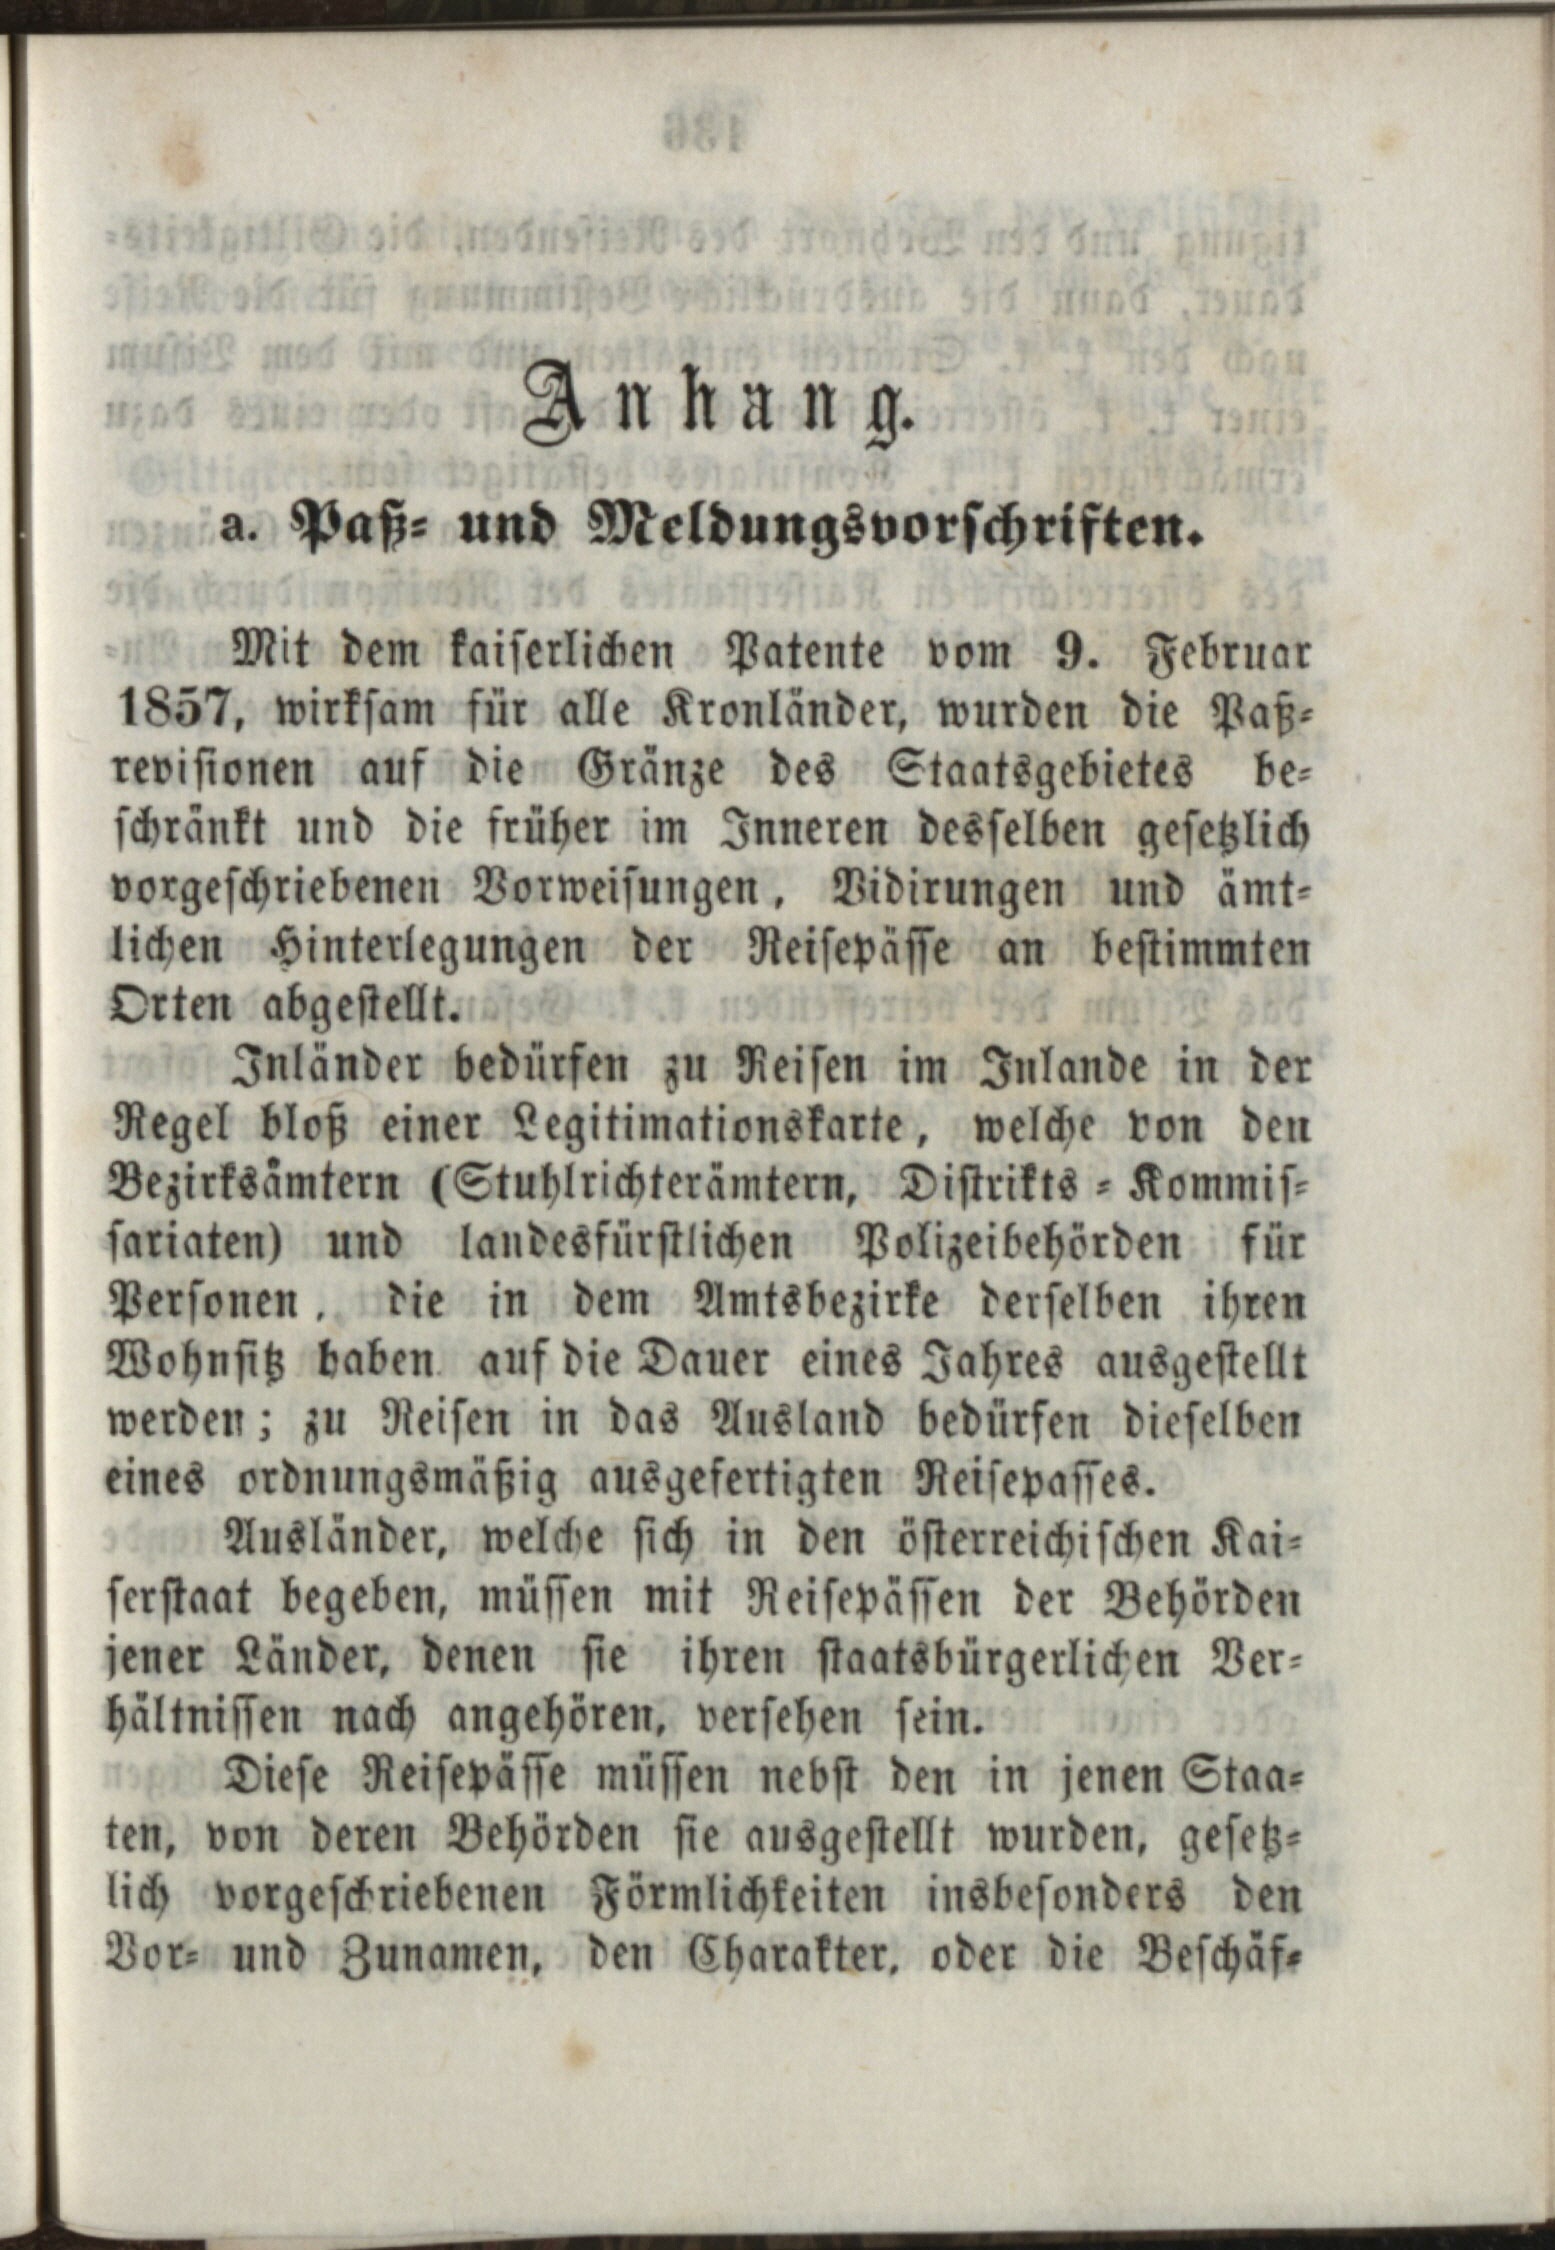 Anhang.
a. Paß- und Meldungsvorschriften.
Mit dem kaiserlichen Patente vom 9. Februar
1857, wirksam für alle Kronländer, wurden die Paß-
revisionen auf die Gränze des Staatsgebietes be-
schränkt und die früher im Inneren desselben gesetzlich
vorgeschriebenen Vorweisungen, Vidirungen und ämt-
lichen Hinterlegungen der Reisepässe an bestimmten
Orten abgestellt.
Inländer bedürfen zu Reisen im Inlande in der
Regel bloß einer Legitimationskarte, welche von den
Bezirksämtern (Stuhlrichterämtern, Distrikts-Kommis-
sariaten) und landesfürstlichen Polizeibehörden für
Personen, die in dem Amtsbezirke derselben ihren
Wohnsitz haben auf die Dauer eines Jahres ausgestellt
werden; zu Reisen in das Ausland bedürfen dieselben
eines ordnungsmäßig ausgefertigten Reisepasses.
Ausländer, welche sich in den österreichischen Kai-
serstaat begeben, müssen mit Reisepässen der Behörden
jener Länder, denen sie ihren staatsbürgerlichen Ver-
hältnissen nach angehören, versehen sein.
Diese Reisepässe müssen nebst den in jenen Staa-
ten, von deren Behörden sie ausgestellt wurden, gesetz-
lich vorgeschriebenen Förmlichkeiten insbesonders den
Vor- und Zunamen, den Charakter, oder die Beschäf-